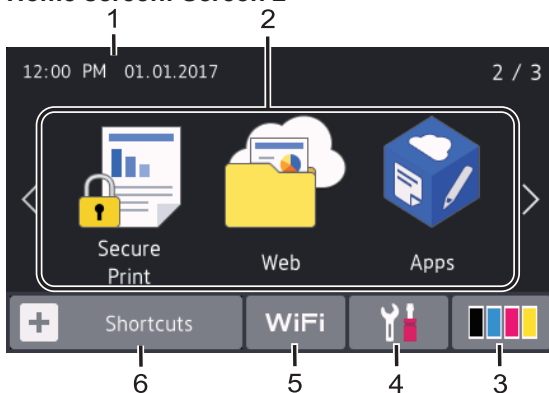 1
2
12:00 PM 01.01.2017
2 / 3
Secure
Print
Web
Apps
Shortcuts
WiFi
6
5
4
3